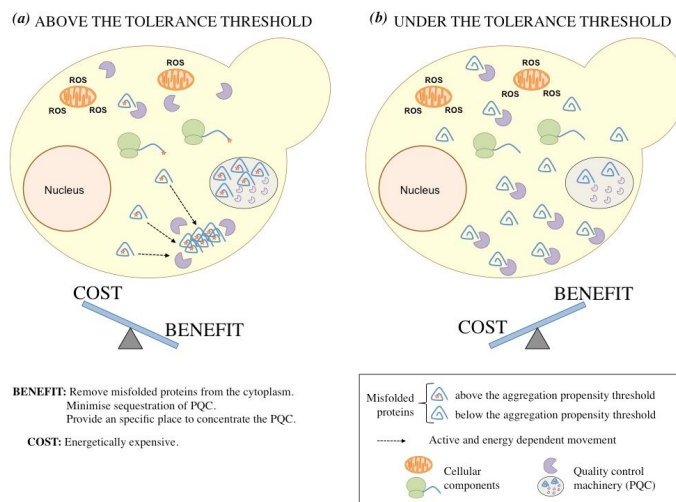 (a) ABOVE THE TOLERANCE THRESHOLD
ROS
ROS
ROS
ROS
Nucleus
COST
BENEFIT
(b) UNDER THE TOLERANCE THRESHOLD
ROS
ROS
ROS
ROS
ROS
Nucleus
BENEFIT
COST
BENEFIT: Remove misfolded proteins from the cytoplasm.
Minimise sequestration of PQC.
Provide an specific place to concentrate the PQC.
COST: Energetically expensive.
Misfolded
proteins
above the aggregation propensity threshold
below the aggregation propensity threshold
Active and energy dependent movement
Cellular
components
Quality control
machinery (PQC)